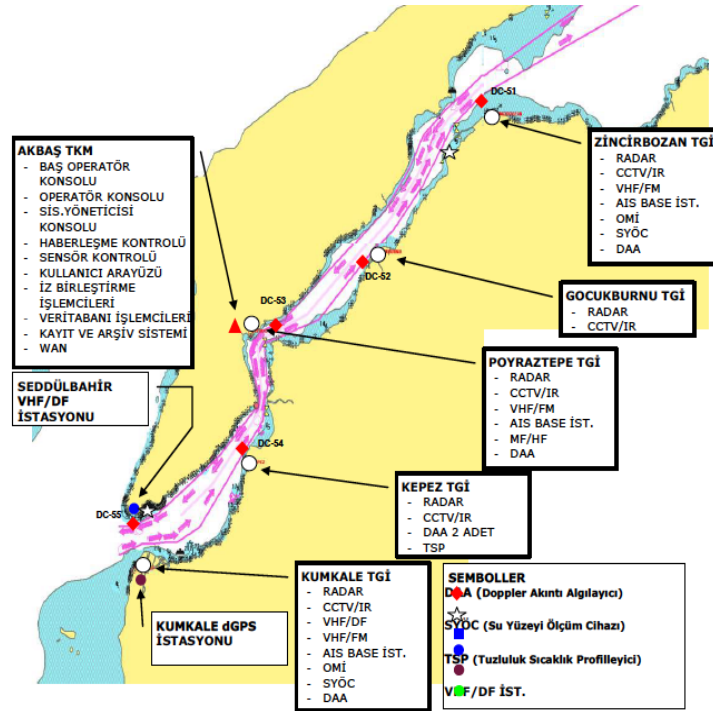 DC-51
ZİNCİRBOZAN TGİ
- RADAR
- CCTV/IR
- VHF/FM
- AIS BASE İST.
- OMİ
- SYÖC
- DAA
AKBAŞ TKM
- BAŞ OPERATÖR
KONSOLU
- OPERATÖR KONSOLU
- SİS.YÖNETİCİSİ
KONSOLU
- HABERLEŞME KONTROLÜ
- SENSÖR KONTROLÜ
- KULLANICI ARAYÜZÜ
- İZ BİRLEŞTİRME
İŞLEMCİLERİ
- VERİTABANI İŞLEMCİLERİ
- KAYIT VE ARŞİV SİSTEMİ
- WAN
DC-52
GOCUKBURNU TGİ
- RADAR
- CCTV/IR
DC-53
POYRAZTEPE TGİ
- RADAR
- CCTV/IR
- VHF/FM
- AIS BASE İST.
- MF/HF
- DAA
SEDDÜLBAHİR
VHF/DF
İSTASYONU
DC-54
KEPEZ TGİ
- RADAR
- CCTV/IR
- DAA 2 ADET
- TSP
DC-55
KUMKALE dGPS
İSTASYONU
KUMKALE TGİ
- RADAR
- CCTV/IR
- VHF/DF
- VHF/FM
- AIS BASE İST.
- OMİ
- SYÖC
- DAA
SEMBOLLER
DAA (Doppler Akıntı Algılayıcı)
SYOC (Su Yüzeyi Ölçüm Cihazı)
TSP (Tuzluluk Sıcaklık Profilleyici)
VHF/DF İST.